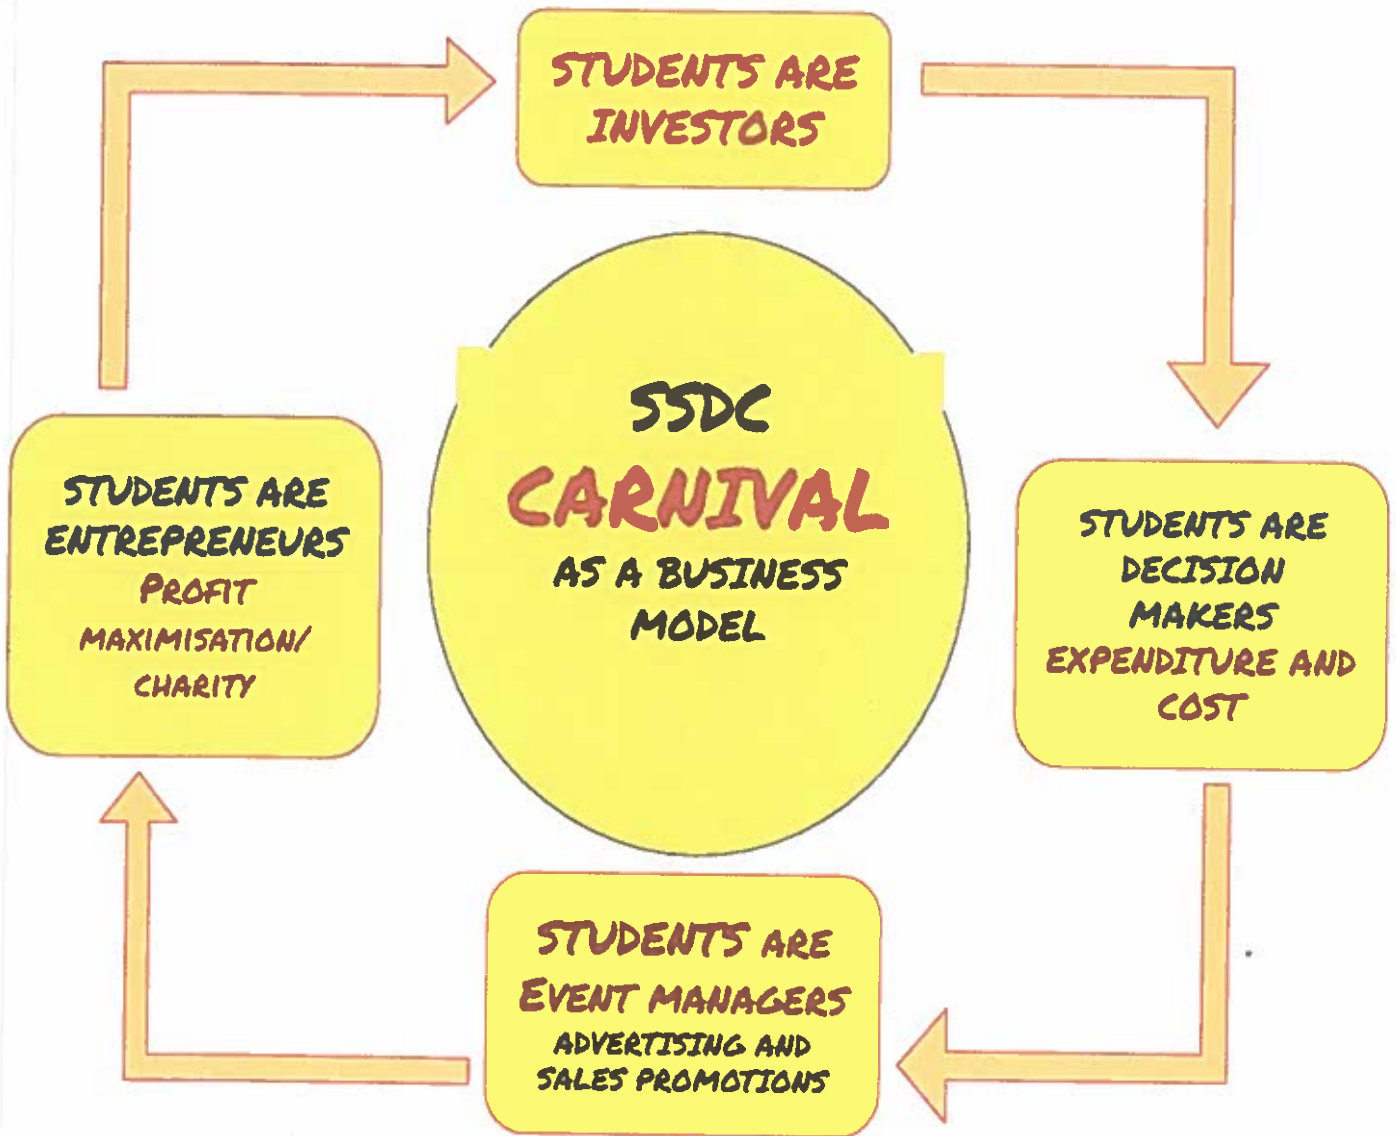 STUDENTS ARE
INVESTORS
SSDC
CARNIVAL
AS A BUSINESS
MODEL
STUDENTS ARE
ENTREPRENEURS
PROFIT
MAXIMISATION/
CHARITY
STUDENTS ARE
DECISION
MAKERS
EXPENDITURE AND
COST
STUDENTS ARE
EVENT MANAGERS
ADVERTISING AND
SALES PROMOTIONS